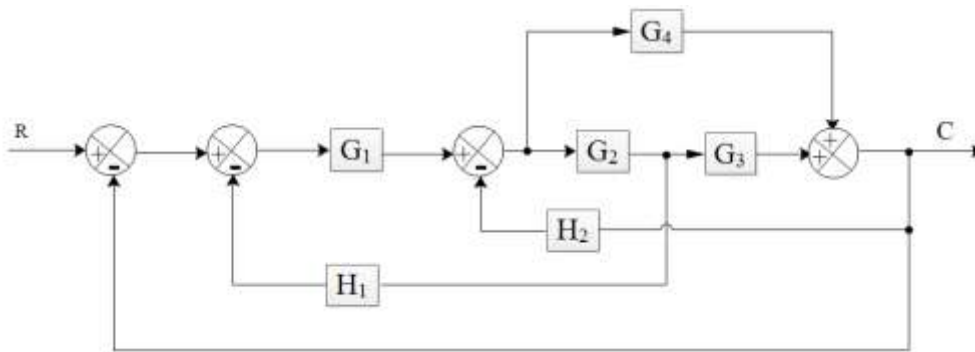 G₄
R
+
-
+
-
G₁
+
-
G₂
G₃
+
+
C
H₂
H₁